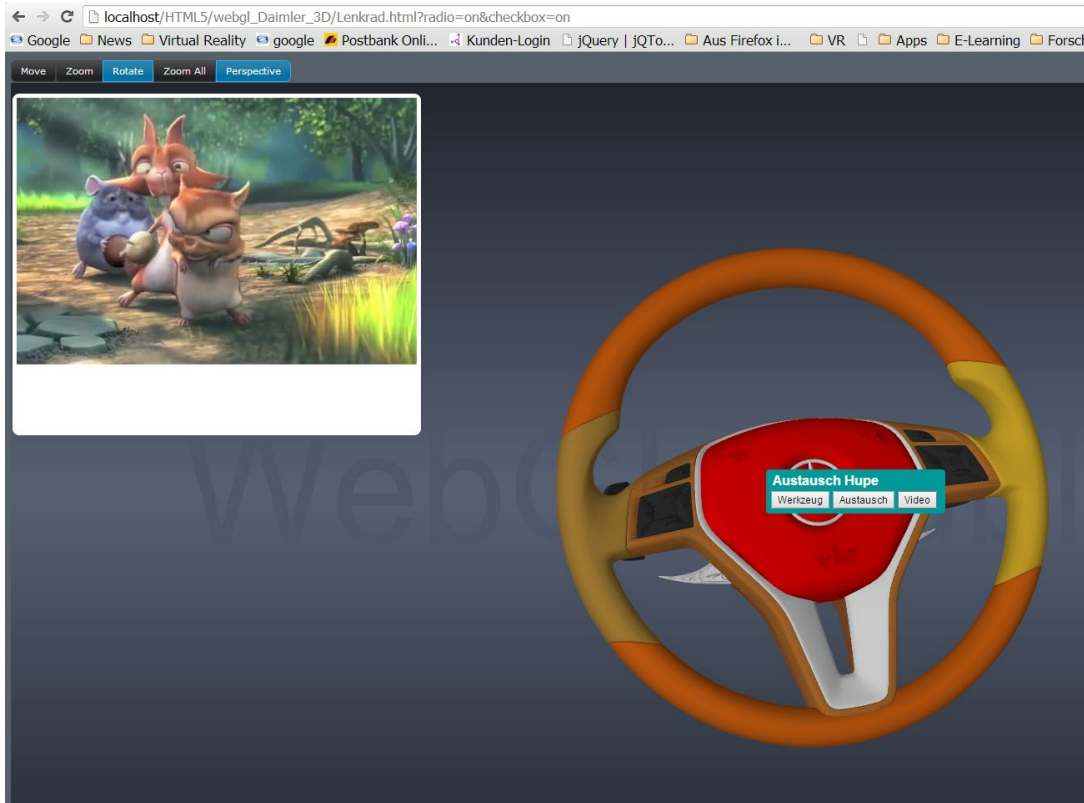 localhost/HTML5/webgl_Daimler_3D/Lenkrad.html?radio=on&checkbox=on
Google News Virtual Reality google Postbank Onli... Kunden-Login jQuery | jQTo... Aus Firefox i... VR Apps E-Learning Forsch
Move Zoom Rotate Zoom All Perspective
Austausch Hupe
Werkzeug Austausch Video